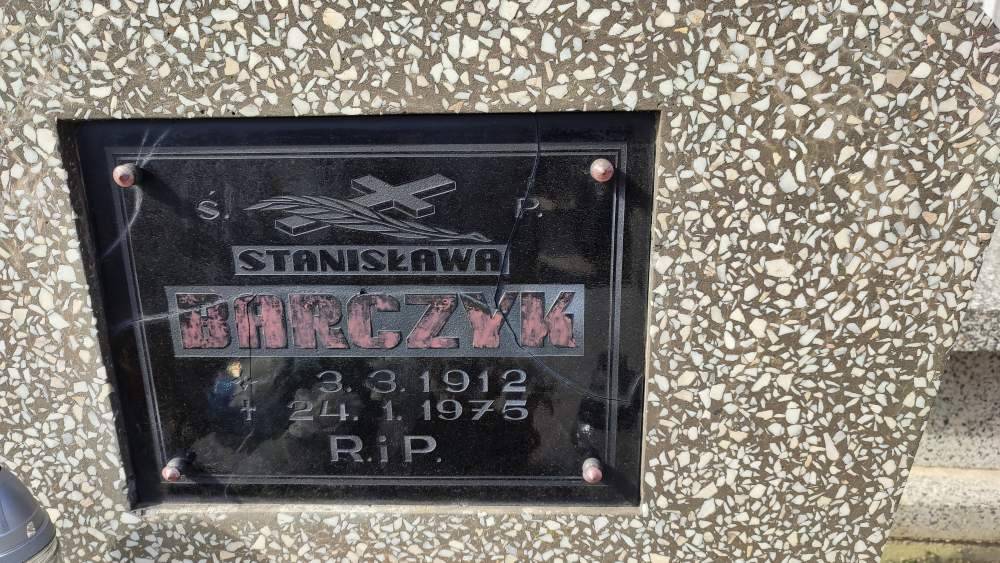 Ś. P.
STANISŁAWA
BARCZYK
* 3. 3. 1912
† 24. 1. 1975
R.i P.